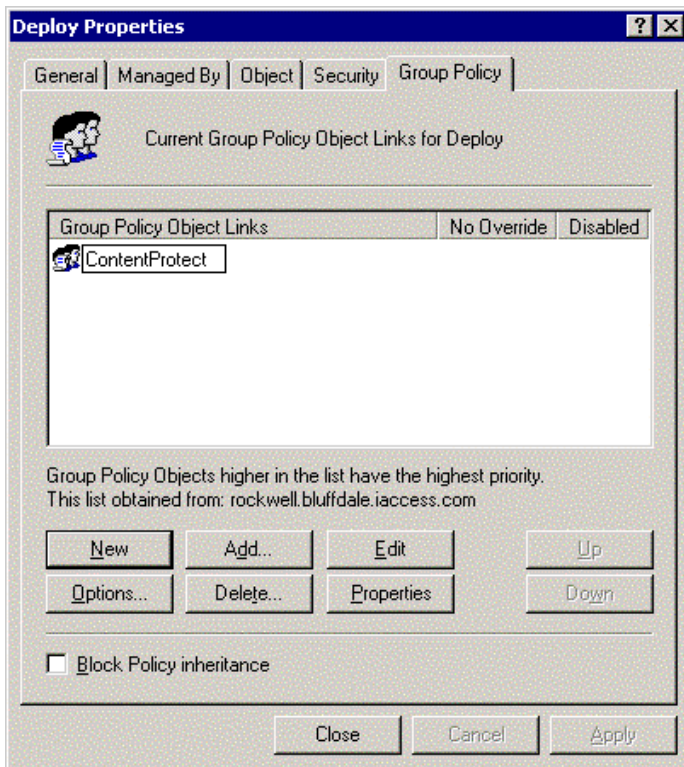 Deploy Properties
General Managed By Object Security Group Policy
Current Group Policy Object Links for Deploy
Group Policy Object Links No Override Disabled
ContentProtect
Group Policy Objects higher in the list have the highest priority.
This list obtained from: rockwell.bluffdale.iaccess.com
New Add... Edit Up
Options... Delete... Properties Down
Block Policy inheritance
Close Cancel Apply